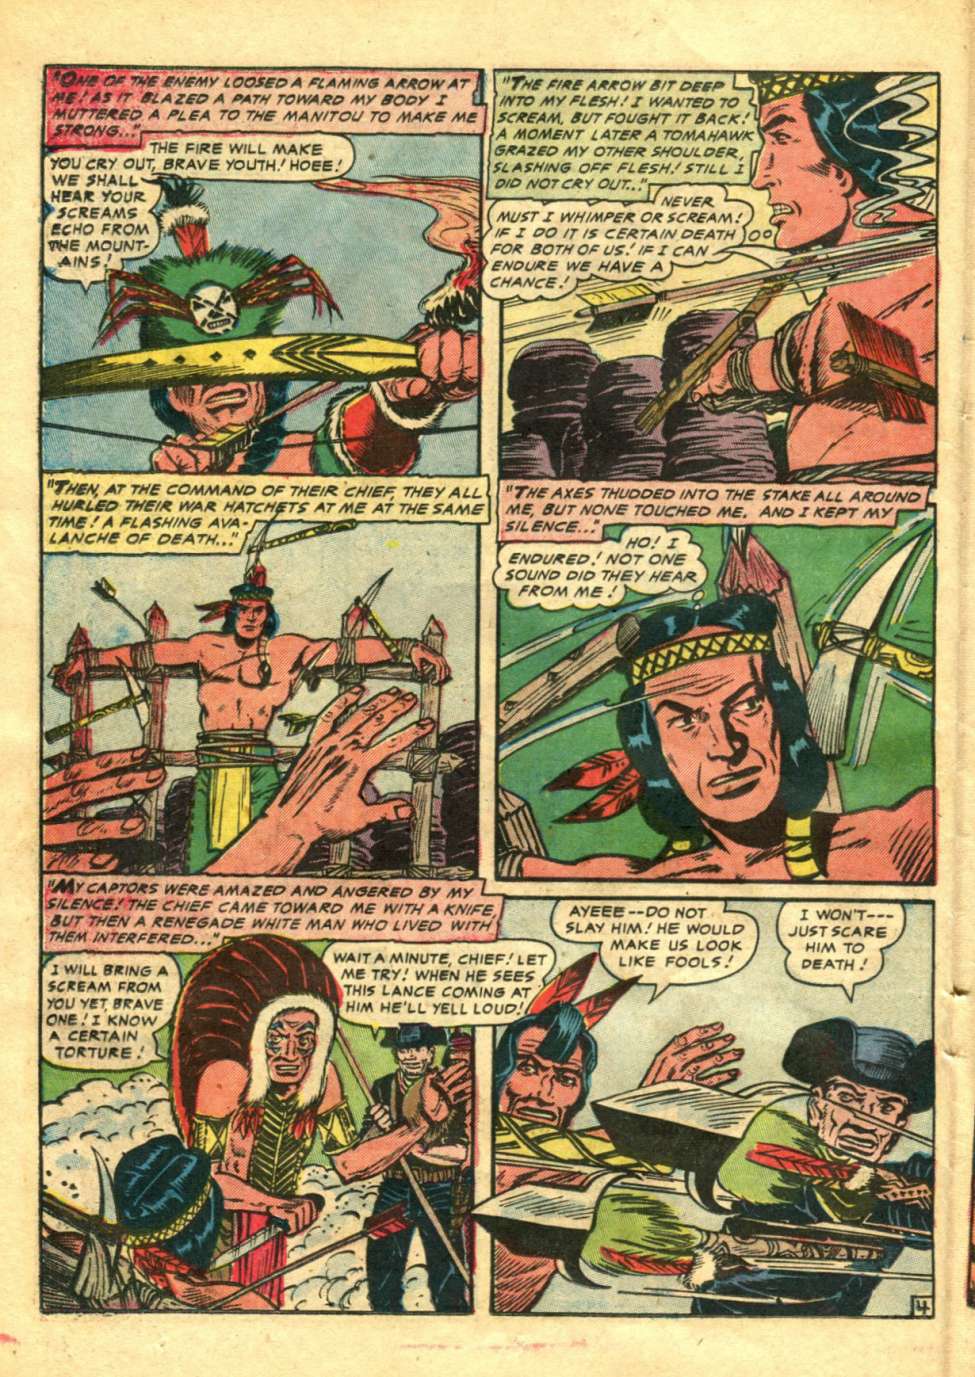 "ONE OF THE ENEMY LOOSED A FLAMING ARROW AT
ME! AS IT BLAZED A PATH TOWARD MY BODY I
MUTTERED A PLEA TO THE MANITOU TO MAKE ME
STRONG..."
THE FIRE WILL MAKE
YOU CRY OUT, BRAVE YOUTH! HOEE!
WE SHALL
HEAR YOUR
SCREAMS
ECHO FROM
THE MOUNT-
AINS!
"THE FIRE ARROW BIT DEEP
INTO MY FLESH! I WANTED TO
SCREAM, BUT FOUGHT IT BACK!
A MOMENT LATER A TOMAHAWK
GRAZED MY OTHER SHOULDER,
SLASHING OFF FLESH! STILL I
DID NOT CRY OUT..."
NEVER
MUST I WHIMPER OR SCREAM!
IF I DO IT IS CERTAIN DEATH
FOR BOTH OF US! IF I CAN
ENDURE WE HAVE A
CHANCE!
"THEN, AT THE COMMAND OF THEIR CHIEF, THEY ALL
HURLED THEIR WAR HATCHETS AT ME AT THE SAME
TIME! A FLASHING AVA-
LANCHE OF DEATH..."
"THE AXES THUDDED INTO THE STAKE ALL AROUND
ME, BUT NONE TOUCHED ME, AND I KEPT MY
SILENCE..."
HO! I
ENDURED! NOT ONE
SOUND DID THEY HEAR
FROM ME!
"MY CAPTORS WERE AMAZED AND ANGERED BY MY
SILENCE! THE CHIEF CAME TOWARD ME WITH A KNIFE,
BUT THEN A RENEGADE WHITE MAN WHO LIVED WITH
THEM INTERFERED..."
I WILL BRING A
SCREAM FROM
YOU YET, BRAVE
ONE! I KNOW
A CERTAIN
TORTURE!
WAIT A MINUTE, CHIEF! LET
ME TRY! WHEN HE SEES
THIS LANCE COMING AT
HIM HE'LL YELL LOUD!
AYEEE--DO NOT
SLAY HIM! HE WOULD
MAKE US LOOK
LIKE FOOLS!
I WON'T---
JUST SCARE
HIM TO
DEATH!
4